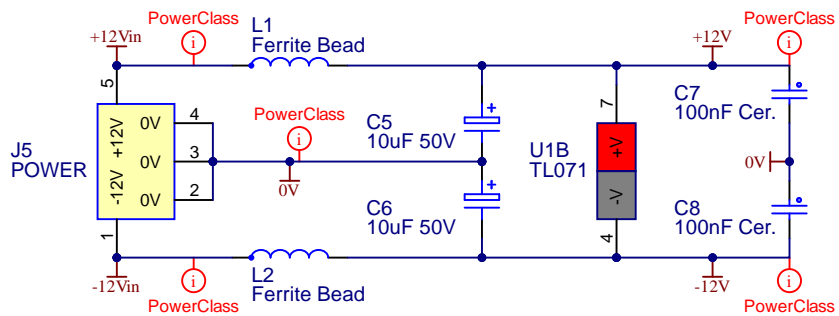 PowerClass
L1
PowerClass
+12Vin
Ferrite Bead
+12V
5
C7
100nF Cer.
PowerClass
C5
10uF 50V
7
+12V
0V
4
J5
POWER
0V
3
0V
U1B
TL071
+V
0V
-12V
0V
2
-V
C6
10uF 50V
C8
100nF Cer.
1
4
-12Vin
L2
-12V
PowerClass
Ferrite Bead
PowerClass
i
i
i
i
i